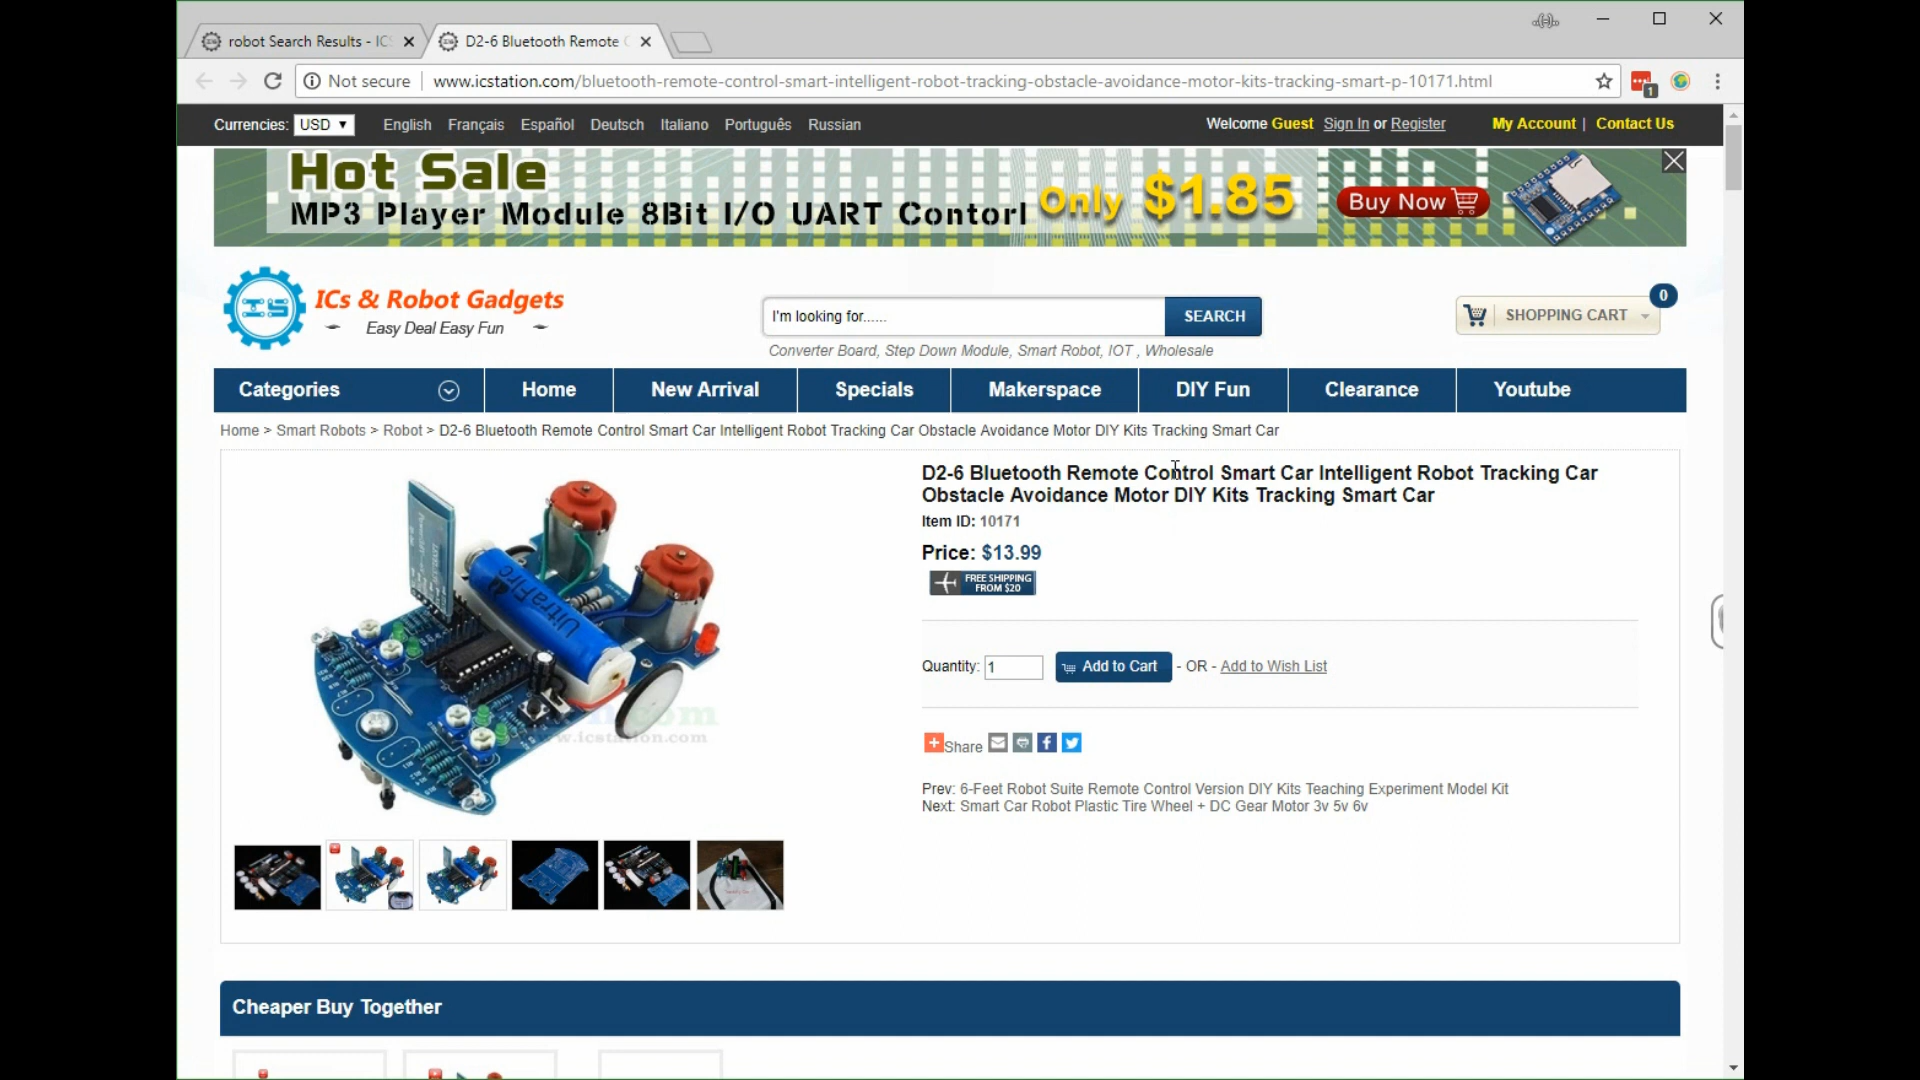 robot Search Results - IC
D2-6 Bluetooth Remote
Not secure
www.icstation.com/bluetooth-remote-control-smart-intelligent-robot-tracking-obstacle-avoidance-motor-kits-tracking-smart-p-10171.html
1
Currencies: USD English Français Español Deutsch Italiano Português Russian
Welcome Guest Sign In or Register My Account | Contact Us
Hot Sale
MP3 Player Module 8Bit I/O UART Contorl
Only $1.85
Buy Now
ICs & Robot Gadgets
Easy Deal Easy Fun
I'm looking for......
SEARCH
Converter Board, Step Down Module, Smart Robot, IOT , Wholesale
SHOPPING CART
0
Categories Home New Arrival Specials Makerspace DIY Fun Clearance Youtube
Home > Smart Robots > Robot > D2-6 Bluetooth Remote Control Smart Car Intelligent Robot Tracking Car Obstacle Avoidance Motor DIY Kits Tracking Smart Car
D2-6 Bluetooth Remote Control Smart Car Intelligent Robot Tracking Car
Obstacle Avoidance Motor DIY Kits Tracking Smart Car
Item ID: 10171
Price: $13.99
FREE SHIPPING
FROM $20
Quantity: 1 Add to Cart - OR - Add to Wish List
Share
Prev: 6-Feet Robot Suite Remote Control Version DIY Kits Teaching Experiment Model Kit
Next: Smart Car Robot Plastic Tire Wheel + DC Gear Motor 3v 5v 6v
UltraFire
www.icstation.com
Cheaper Buy Together